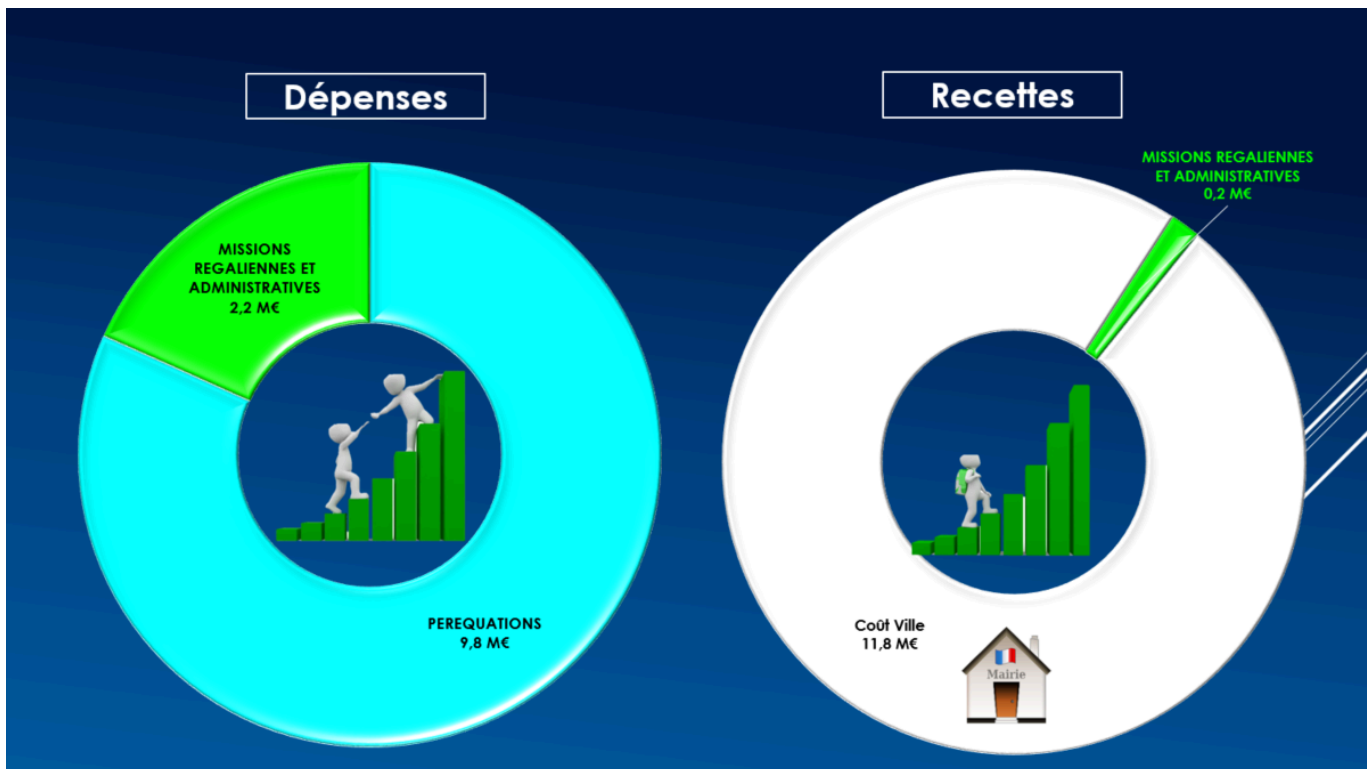 Dépenses
Recettes
MISSIONS
REGALIENNES ET
ADMINISTRATIVES
2,2 M€
PEREQUATIONS
9,8 M€
MISSIONS REGALIENNES
ET ADMINISTRATIVES
0,2 M€
Coût Ville
11,8 M€
Mairie